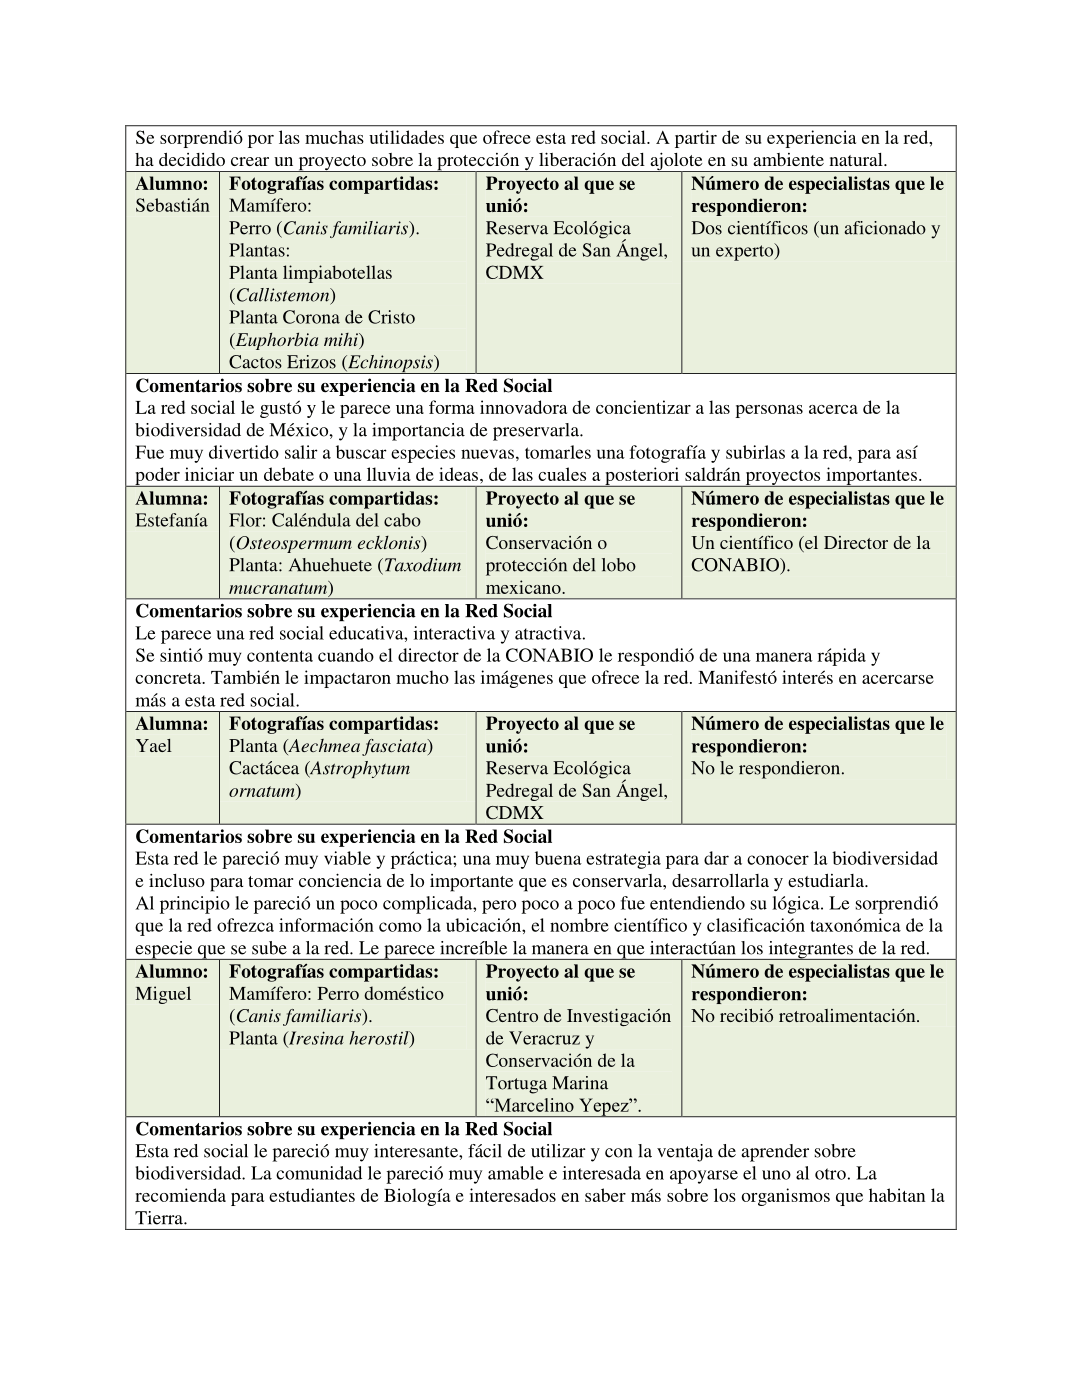 Se sorprendió por las muchas utilidades que ofrece esta red social. A partir de su experiencia en la red,
ha decidido crear un proyecto sobre la protección y liberación del ajolote en su ambiente natural.
Alumno:
Sebastián
Fotografías compartidas:
Mamífero:
Perro (Canis familiaris).
Plantas:
Planta limpiabotellas
(Callistemon)
Planta Corona de Cristo
(Euphorbia mihi)
Cactos Erizos (Echinopsis)
Proyecto al que se
unió:
Reserva Ecológica
Pedregal de San Ángel,
CDMX
Número de especialistas que le
respondieron:
Dos científicos (un aficionado y
un experto)
Comentarios sobre su experiencia en la Red Social
La red social le gustó y le parece una forma innovadora de concientizar a las personas acerca de la
biodiversidad de México, y la importancia de preservarla.
Fue muy divertido salir a buscar especies nuevas, tomarles una fotografía y subirlas a la red, para así
poder iniciar un debate o una lluvia de ideas, de las cuales a posteriori saldrán proyectos importantes.
Alumna:
Estefanía
Fotografías compartidas:
Flor: Caléndula del cabo
(Osteospermum ecklonis)
Planta: Ahuehuete (Taxodium
mucranatum)
Proyecto al que se
unió:
Conservación o
protección del lobo
mexicano.
Número de especialistas que le
respondieron:
Un científico (el Director de la
CONABIO).
Comentarios sobre su experiencia en la Red Social
Le parece una red social educativa, interactiva y atractiva.
Se sintió muy contenta cuando el director de la CONABIO le respondió de una manera rápida y
concreta. También le impactaron mucho las imágenes que ofrece la red. Manifestó interés en acercarse
más a esta red social.
Alumna:
Yael
Fotografías compartidas:
Planta (Aechmea fasciata)
Cactácea (Astrophytum
ornatum)
Proyecto al que se
unió:
Reserva Ecológica
Pedregal de San Ángel,
CDMX
Número de especialistas que le
respondieron:
No le respondieron.
Comentarios sobre su experiencia en la Red Social
Esta red le pareció muy viable y práctica; una muy buena estrategia para dar a conocer la biodiversidad
e incluso para tomar conciencia de lo importante que es conservarla, desarrollarla y estudiarla.
Al principio le pareció un poco complicada, pero poco a poco fue entendiendo su lógica. Le sorprendió
que la red ofrezca información como la ubicación, el nombre científico y clasificación taxonómica de la
especie que se sube a la red. Le parece increíble la manera en que interactúan los integrantes de la red.
Alumno:
Miguel
Fotografías compartidas:
Mamífero: Perro doméstico
(Canis familiaris).
Planta (Iresina herostil)
Proyecto al que se
unió:
Centro de Investigación
de Veracruz y
Conservación de la
Tortuga Marina
“Marcelino Yepez”.
Número de especialistas que le
respondieron:
No recibió retroalimentación.
Comentarios sobre su experiencia en la Red Social
Esta red social le pareció muy interesante, fácil de utilizar y con la ventaja de aprender sobre
biodiversidad. La comunidad le pareció muy amable e interesada en apoyarse el uno al otro. La
recomienda para estudiantes de Biología e interesados en saber más sobre los organismos que habitan la
Tierra.